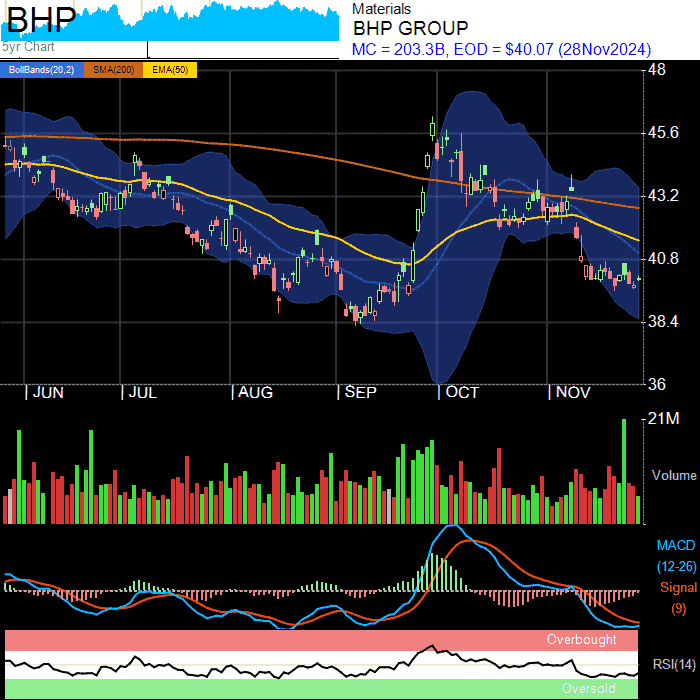 BHP
5yr Chart
Materials
BHP GROUP
MC = 203.3B, EOD = $40.07 (28Nov2024)
BollBands(20,2) SMA(200) EMA(50)
48
45.6
43.2
40.8
38.4
36
JUN JUL AUG SEP OCT NOV
21M
Volume
MACD
(12-26)
Signal
(9)
Overbought
RSI(14)
Oversold